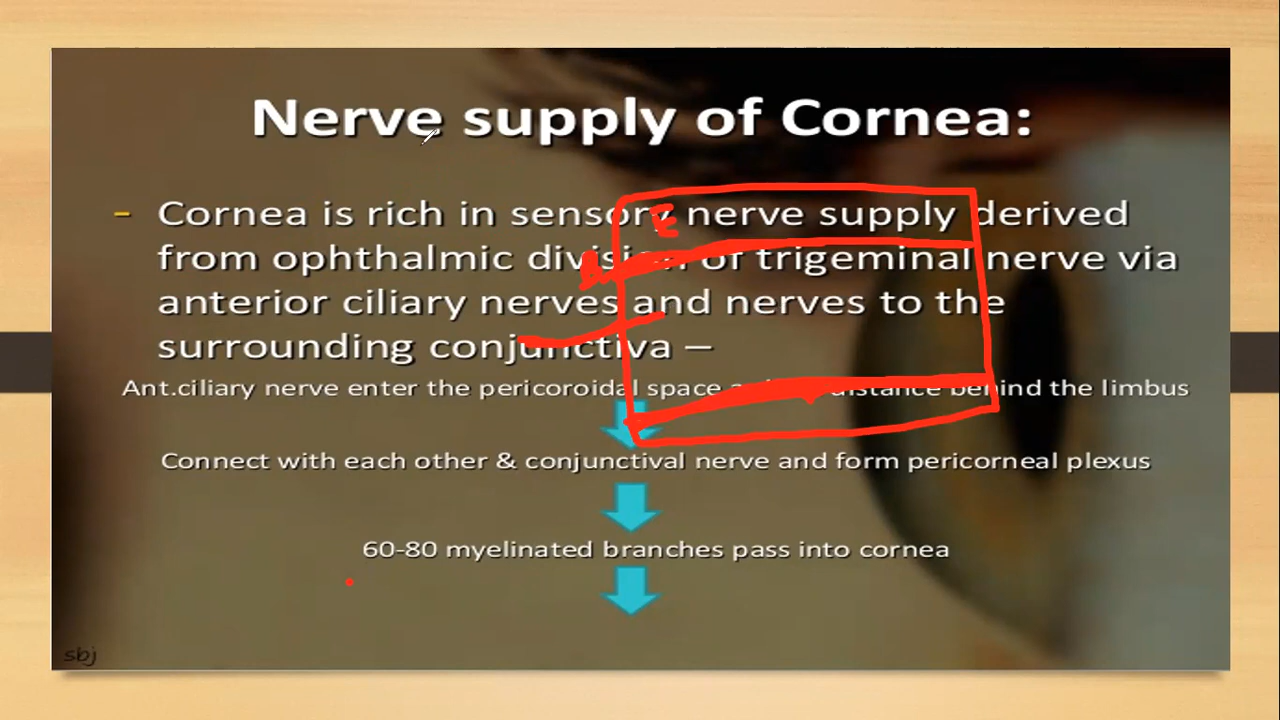 Nerve supply of Cornea:
- Cornea is rich in sensory nerve supply derived
from ophthalmic division of trigeminal nerve via
anterior ciliary nerves and nerves to the
surrounding conjunctiva –
Ant.ciliary nerve enter the pericoroidal space distance behind the limbus
Connect with each other & conjunctival nerve and form pericorneal plexus
60-80 myelinated branches pass into cornea
sbj
E